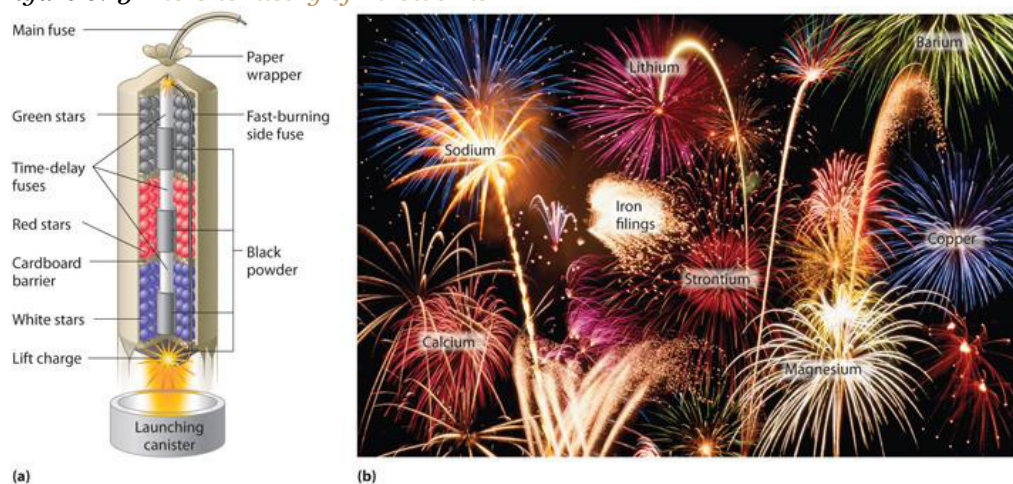 Main fuse
Paper
wrapper
Green stars
Fast-burning
side fuse
Time-delay
fuses
Red stars
Cardboard
barrier
Black
powder
White stars
Lift charge
Launching
canister
(a)
Lithium
Barium
Sodium
Iron
filings
Copper
Strontium
Calcium
Magnesium
(b)